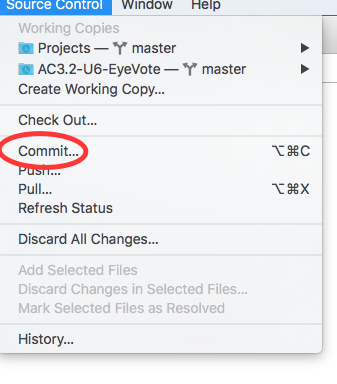 Source Control Window Help
Working Copies
Projects — master
AC3.2-U6-EyeVote — master
Create Working Copy...
Check Out...
Commit... ⌥⌘C
Push...
Pull... ⌥⌘X
Refresh Status
Discard All Changes...
Add Selected Files
Discard Changes in Selected Files...
Mark Selected Files as Resolved
History...